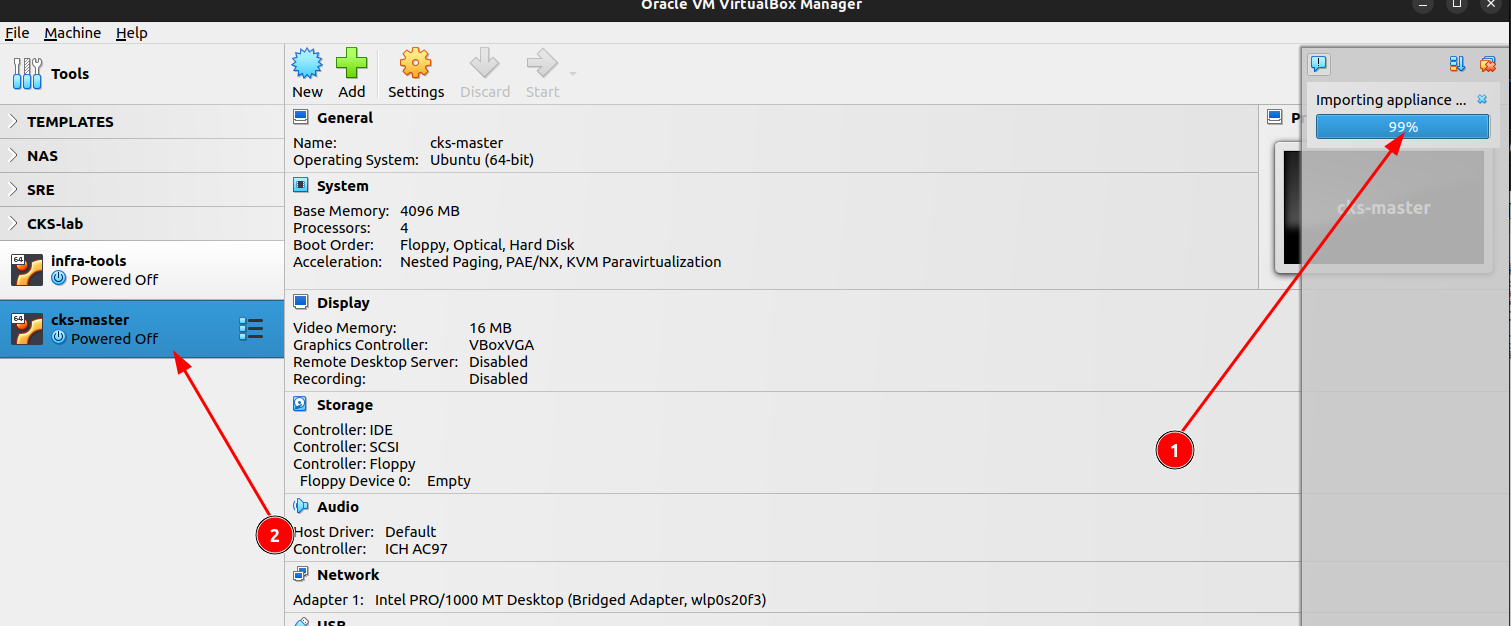 Oracle VM VirtualBox Manager
File Machine Help
Tools
New Add Settings Discard Start
TEMPLATES
NAS
SRE
CKS-lab
64
infra-tools
Powered Off
64
cks-master
Powered Off
General
Name: cks-master
Operating System: Ubuntu (64-bit)
System
Base Memory: 4096 MB
Processors: 4
Boot Order: Floppy, Optical, Hard Disk
Acceleration: Nested Paging, PAE/NX, KVM Paravirtualization
Display
Video Memory: 16 MB
Graphics Controller: VBoxVGA
Remote Desktop Server: Disabled
Recording: Disabled
Storage
Controller: IDE
Controller: SCSI
Controller: Floppy
Floppy Device 0: Empty
Audio
Host Driver: Default
Controller: ICH AC97
Network
Adapter 1: Intel PRO/1000 MT Desktop (Bridged Adapter, wlp0s20f3)
USB
Importing appliance ...
99%
cks-master
1
2